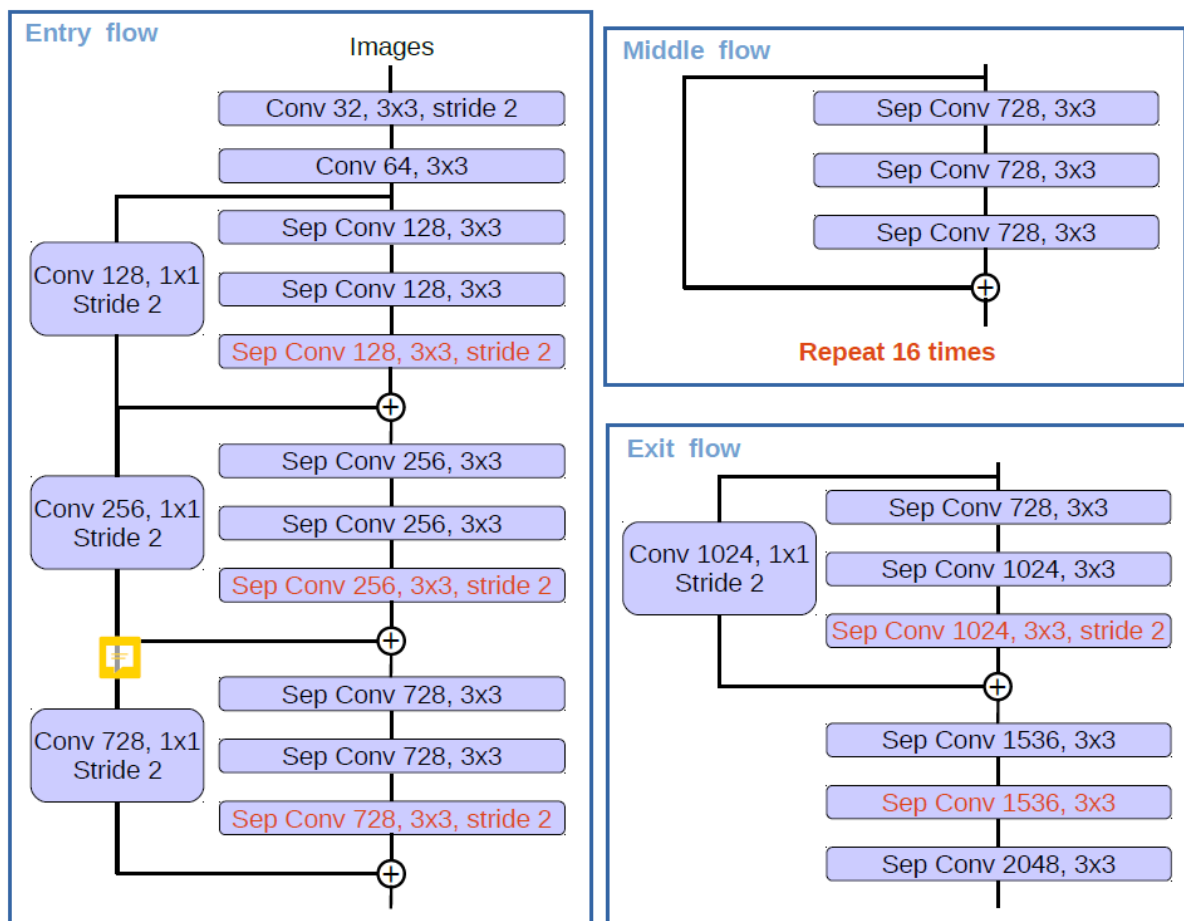 Entry flow
Images
Conv 32, 3x3, stride 2
Conv 64, 3x3
Sep Conv 128, 3x3
Conv 128, 1x1
Stride 2
Sep Conv 128, 3x3
Sep Conv 128, 3x3, stride 2
+
Sep Conv 256, 3x3
Conv 256, 1x1
Stride 2
Sep Conv 256, 3x3
Sep Conv 256, 3x3, stride 2
+
Sep Conv 728, 3x3
Conv 728, 1x1
Stride 2
Sep Conv 728, 3x3
Sep Conv 728, 3x3, stride 2
+
Middle flow
Sep Conv 728, 3x3
Sep Conv 728, 3x3
Sep Conv 728, 3x3
+
Repeat 16 times
Exit flow
Sep Conv 728, 3x3
Conv 1024, 1x1
Stride 2
Sep Conv 1024, 3x3
Sep Conv 1024, 3x3, stride 2
+
Sep Conv 1536, 3x3
Sep Conv 1536, 3x3
Sep Conv 2048, 3x3